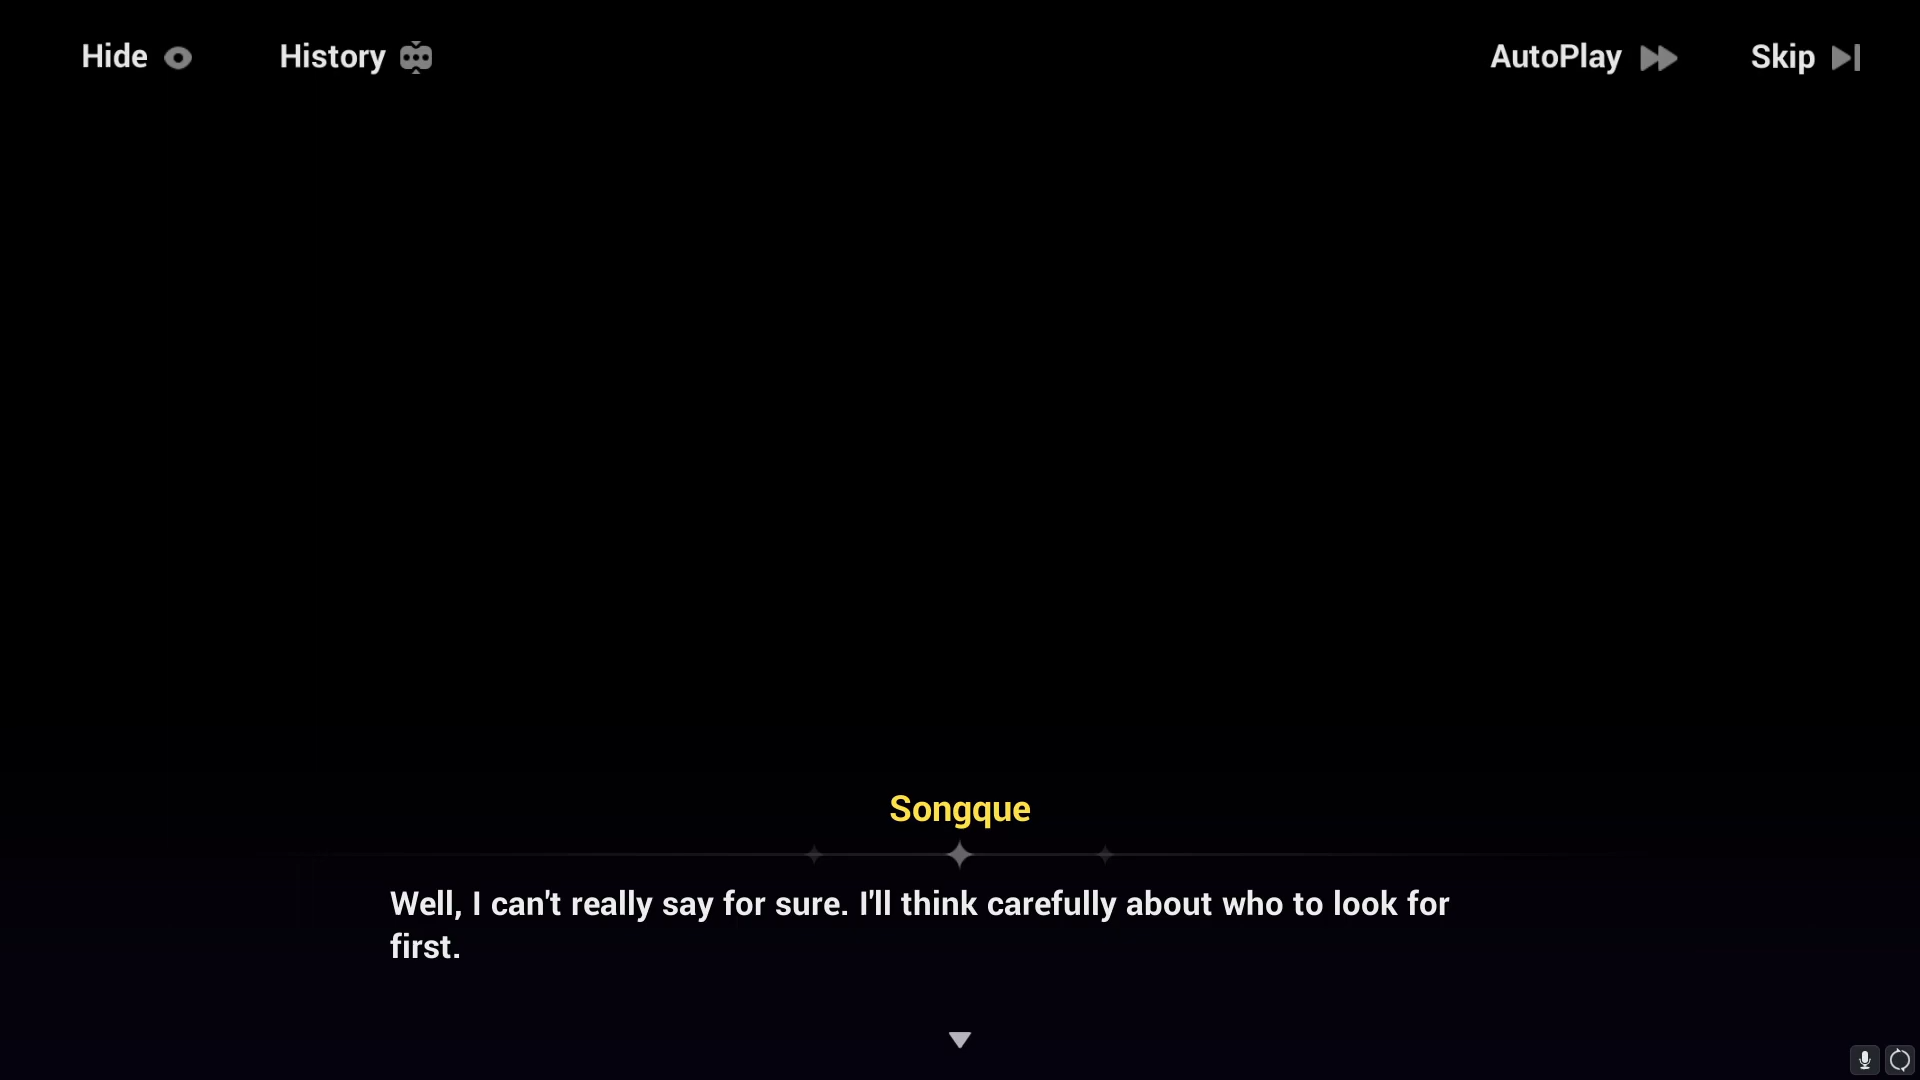 Hide
History
AutoPlay
Skip
Songque
Well, I can't really say for sure. I'll think carefully about who to look for
first.